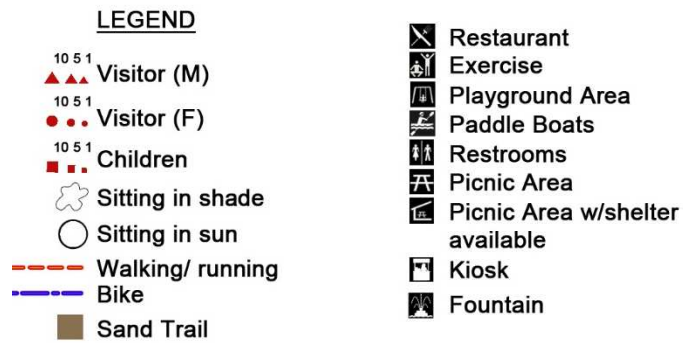 LEGEND
10 5 1
Visitor (M)
10 5 1
Visitor (F)
10 5 1
Children
Sitting in shade
Sitting in sun
Walking/ running
Bike
Sand Trail
Restaurant
Exercise
Playground Area
Paddle Boats
Restrooms
Picnic Area
Picnic Area w/shelter
available
Kiosk
Fountain